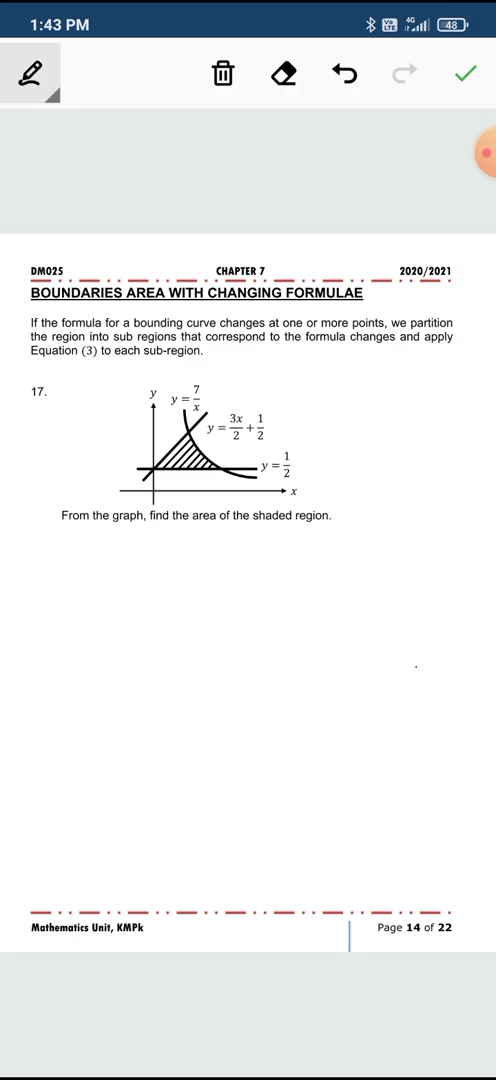 1:43 PM
Vo LTE 4G 48
DM025 CHAPTER 7 2020/2021
BOUNDARIES AREA WITH CHANGING FORMULAE
If the formula for a bounding curve changes at one or more points, we partition
the region into sub regions that correspond to the formula changes and apply
Equation (3) to each sub-region.
17.
y
y = 7/x
y = 3x/2 + 1/2
y = 1/2
x
From the graph, find the area of the shaded region.
Mathematics Unit, KMPk Page 14 of 22